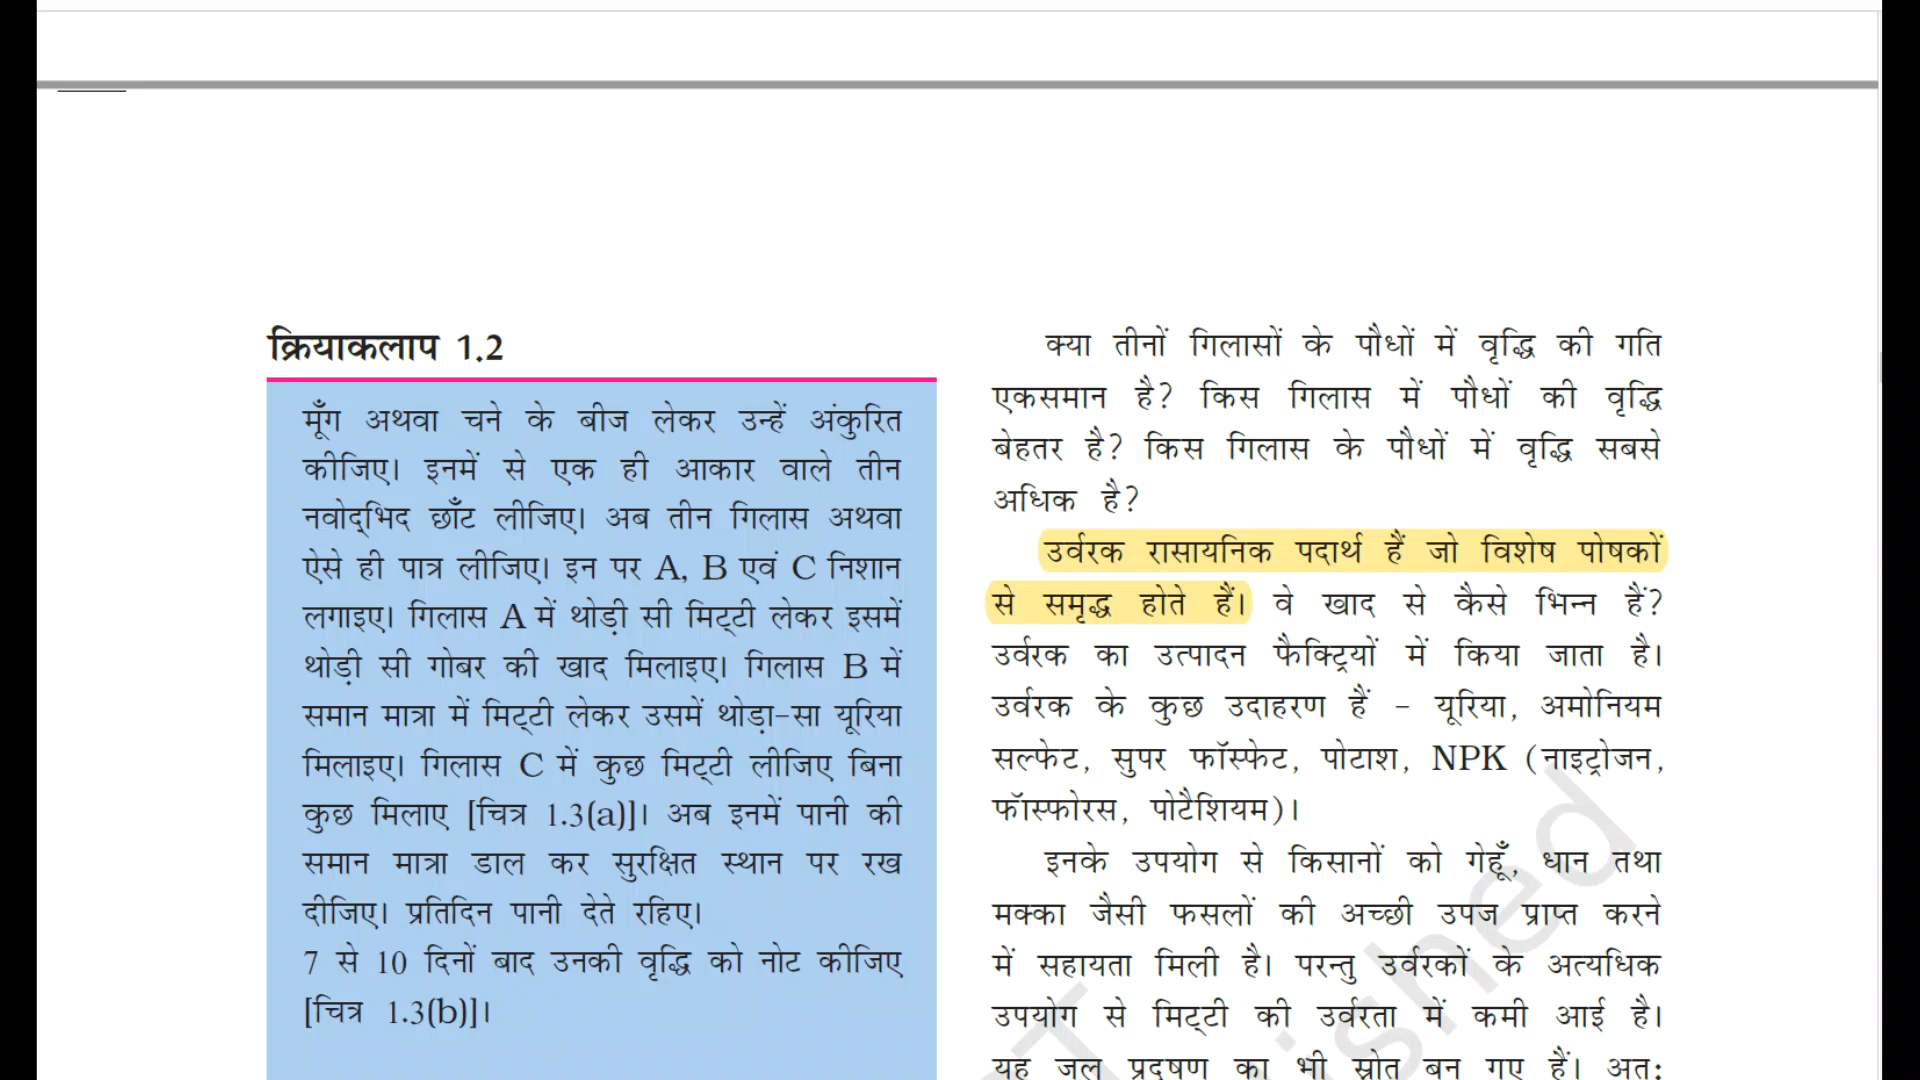 क्रियाकलाप 1.2
मूँग अथवा चने के बीज लेकर उन्हें अंकुरित
कीजिए। इनमें से एक ही आकार वाले तीन
नवोद्भिद छाँट लीजिए। अब तीन गिलास अथवा
ऐसे ही पात्र लीजिए। इन पर A, B एवं C निशान
लगाइए। गिलास A में थोड़ी सी मिट्टी लेकर इसमें
थोड़ी सी गोबर की खाद मिलाइए। गिलास B में
समान मात्रा में मिट्टी लेकर उसमें थोड़ा-सा यूरिया
मिलाइए। गिलास C में कुछ मिट्टी लीजिए बिना
कुछ मिलाए [चित्र 1.3(a)]। अब इनमें पानी की
समान मात्रा डाल कर सुरक्षित स्थान पर रख
दीजिए। प्रतिदिन पानी देते रहिए।
7 से 10 दिनों बाद उनकी वृद्धि को नोट कीजिए
[चित्र 1.3(b)]।
क्या तीनों गिलासों के पौधों में वृद्धि की गति
एकसमान है? किस गिलास में पौधों की वृद्धि
बेहतर है? किस गिलास के पौधों में वृद्धि सबसे
अधिक है?
उर्वरक रासायनिक पदार्थ हैं जो विशेष पोषकों
से समृद्ध होते हैं। वे खाद से कैसे भिन्न हैं?
उर्वरक का उत्पादन फैक्ट्रियों में किया जाता है।
उर्वरक के कुछ उदाहरण हैं – यूरिया, अमोनियम
सल्फेट, सुपर फॉस्फेट, पोटाश, NPK (नाइट्रोजन,
फॉस्फोरस, पोटैशियम)।
इनके उपयोग से किसानों को गेहूँ, धान तथा
मक्का जैसी फसलों की अच्छी उपज प्राप्त करने
में सहायता मिली है। परन्तु उर्वरकों के अत्यधिक
उपयोग से मिट्टी की उर्वरता में कमी आई है।
यह जल प्रदूषण का भी स्रोत बन गए हैं। अत:
T
ished